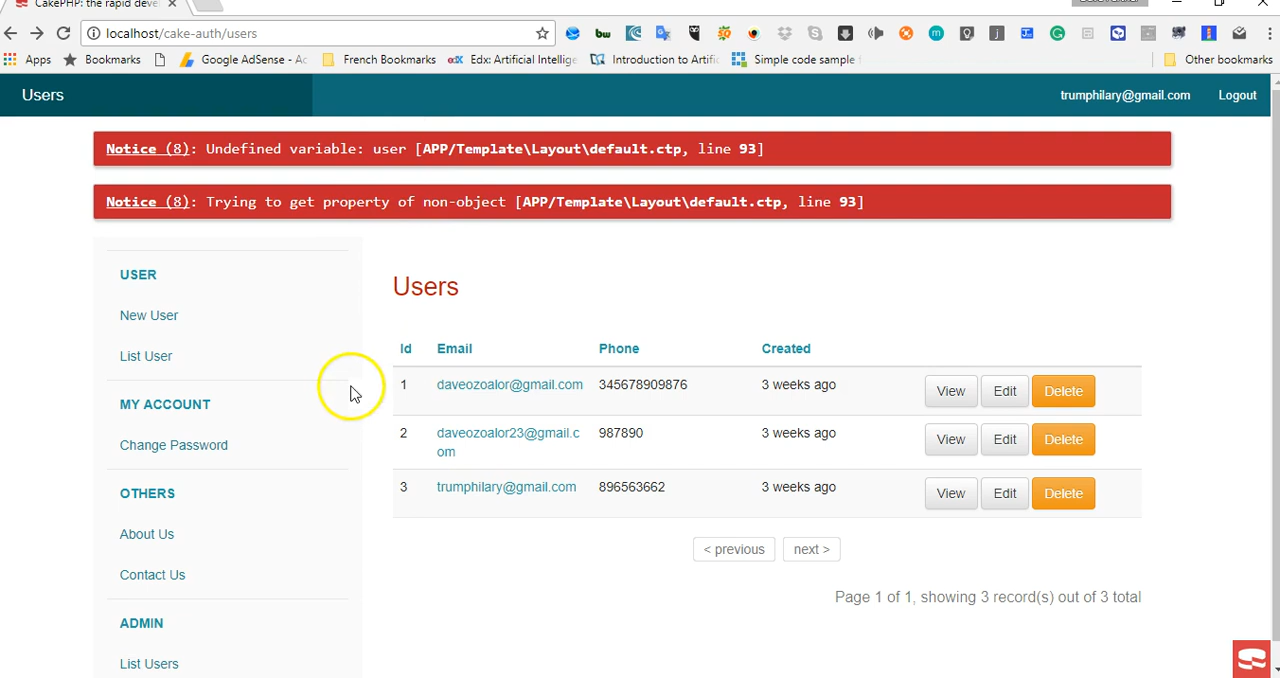 CakePHP: the rapid devel
localhost/cake-auth/users
Apps Bookmarks Google AdSense - Ac French Bookmarks Edx: Artificial Intellige Introduction to Artifi Simple code sample Other bookmarks
Users trumphilary@gmail.com Logout
Notice (8): Undefined variable: user [APP/Template\Layout\default.ctp, line 93]
Notice (8): Trying to get property of non-object [APP/Template\Layout\default.ctp, line 93]
USER
New User
List User
MY ACCOUNT
Change Password
OTHERS
About Us
Contact Us
ADMIN
List Users
Users
Id Email Phone Created
1 daveozoalor@gmail.com 345678909876 3 weeks ago View Edit Delete
2 daveozoalor23@gmail.c 987890 3 weeks ago View Edit Delete
om
3 trumphilary@gmail.com 896563662 3 weeks ago View Edit Delete
< previous next >
Page 1 of 1, showing 3 record(s) out of 3 total